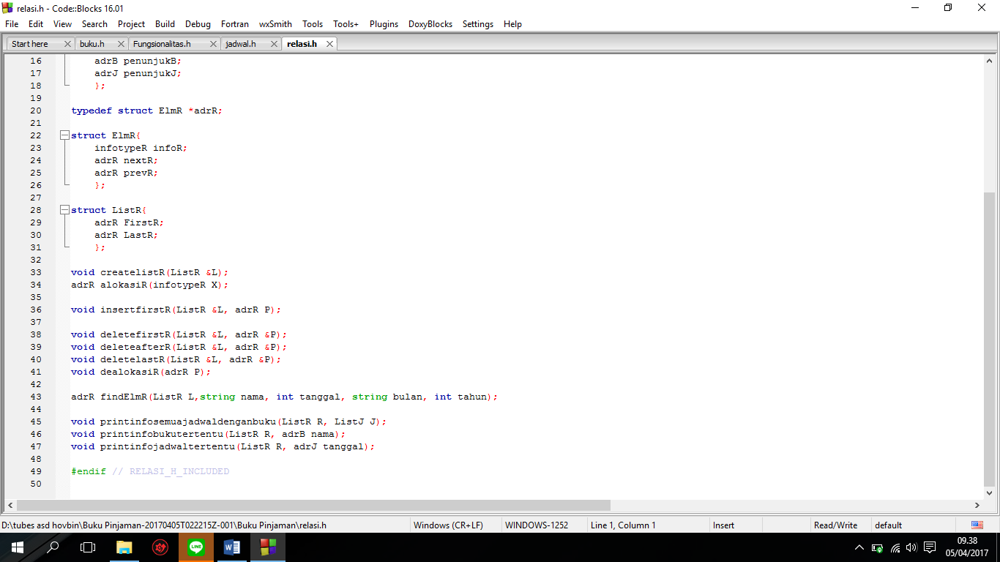 relasi.h - Code::Blocks 16.01
File Edit View Search Project Build Debug Fortran wxSmith Tools Tools+ Plugins DoxyBlocks Settings Help
Start here buku.h Fungsionalitas.h jadwal.h relasi.h
16 adrB penunjukB;
17 adrJ penunjukJ;
18 };
19
20 typedef struct ElmR *adrR;
21
22 struct ElmR{
23 infotypeR infoR;
24 adrR nextR;
25 adrR prevR;
26 };
27
28 struct ListR{
29 adrR FirstR;
30 adrR LastR;
31 };
32
33 void createlistR(ListR &L);
34 adrR alokasiR(infotypeR X);
35
36 void insertfirstR(ListR &L, adrR P);
37
38 void deletefirstR(ListR &L, adrR &P);
39 void deleteafterR(ListR &L, adrR &P);
40 void deletelastR(ListR &L, adrR &P);
41 void dealokasiR(adrR P);
42
43 adrR findElmR(ListR L,string nama, int tanggal, string bulan, int tahun);
44
45 void printinfosemuajadwaldenganbuku(ListR R, ListJ J);
46 void printinfobukutertentu(ListR R, adrB nama);
47 void printinfojadwaltertentu(ListR R, adrJ tanggal);
48
49 #endif // RELASI_H_INCLUDED
50
D:\tubes asd hovbin\Buku Pinjaman-20170405T022215Z-001\Buku Pinjaman\relasi.h Windows (CR+LF) WINDOWS-1252 Line 1, Column 1 Insert Read/Write default
LINE
09.38
05/04/2017